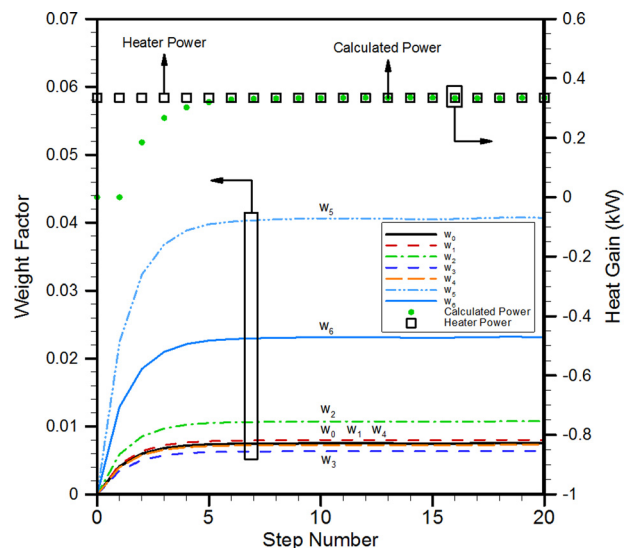 0.07
0.6
Heater Power
Calculated Power
0.06
0.4
0.05
0.2
0.04
W5
0
Weight Factor
Heat Gain (kW)
W0
W1
W2
W3
W4
W5
W6
Calculated Power
Heater Power
0.03
-0.2
-0.4
0.02
W6
-0.6
W2
0.01
W0 W1 W4
-0.8
W3
0
-1
0 5 10 15 20
Step Number